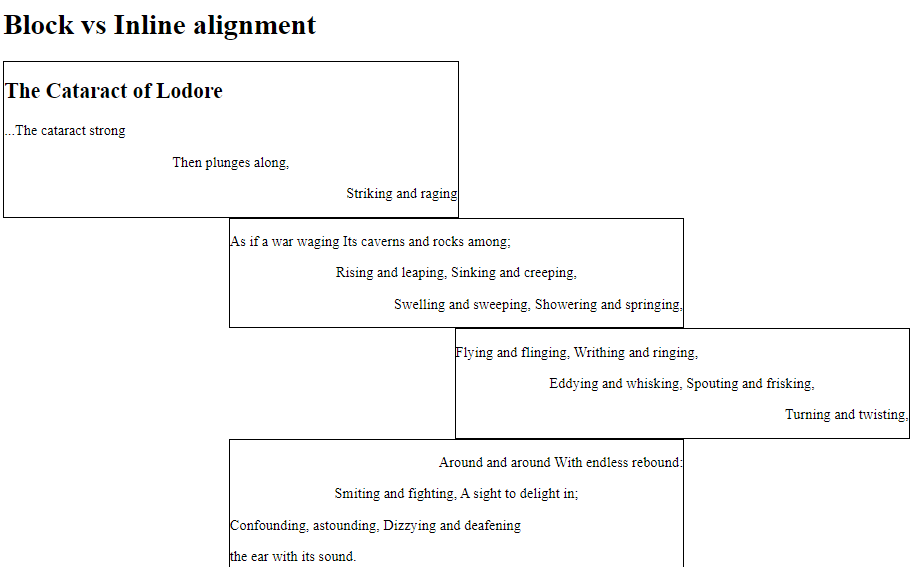 Block vs Inline alignment
The Cataract of Lodore
...The cataract strong
Then plunges along,
Striking and raging
As if a war waging Its caverns and rocks among;
Rising and leaping, Sinking and creeping,
Swelling and sweeping, Showering and springing,
Flying and flinging, Writhing and ringing,
Eddying and whisking, Spouting and frisking,
Turning and twisting,
Around and around With endless rebound:
Smiting and fighting, A sight to delight in;
Confounding, astounding, Dizzying and deafening
the ear with its sound.